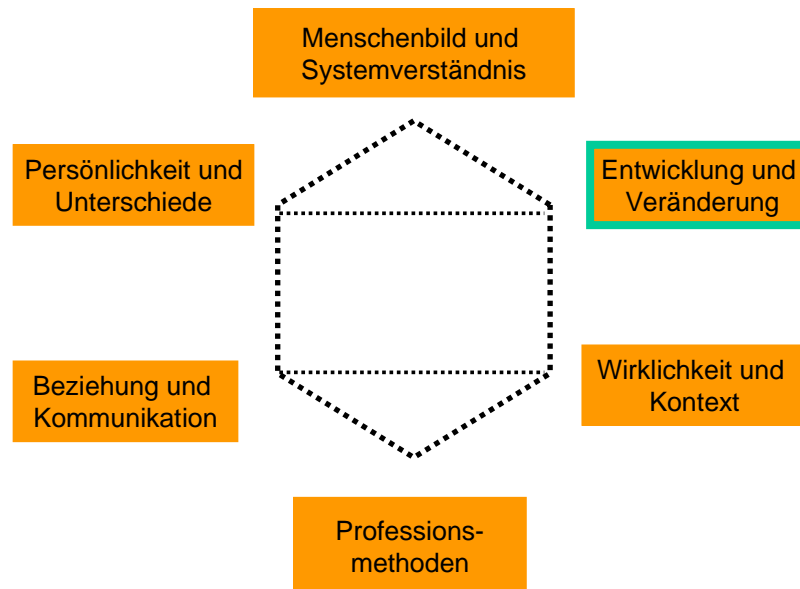 Menschenbild und
Systemverständnis
Persönlichkeit und
Unterschiede
Entwicklung und
Veränderung
Beziehung und
Kommunikation
Wirklichkeit und
Kontext
Professions-
methoden